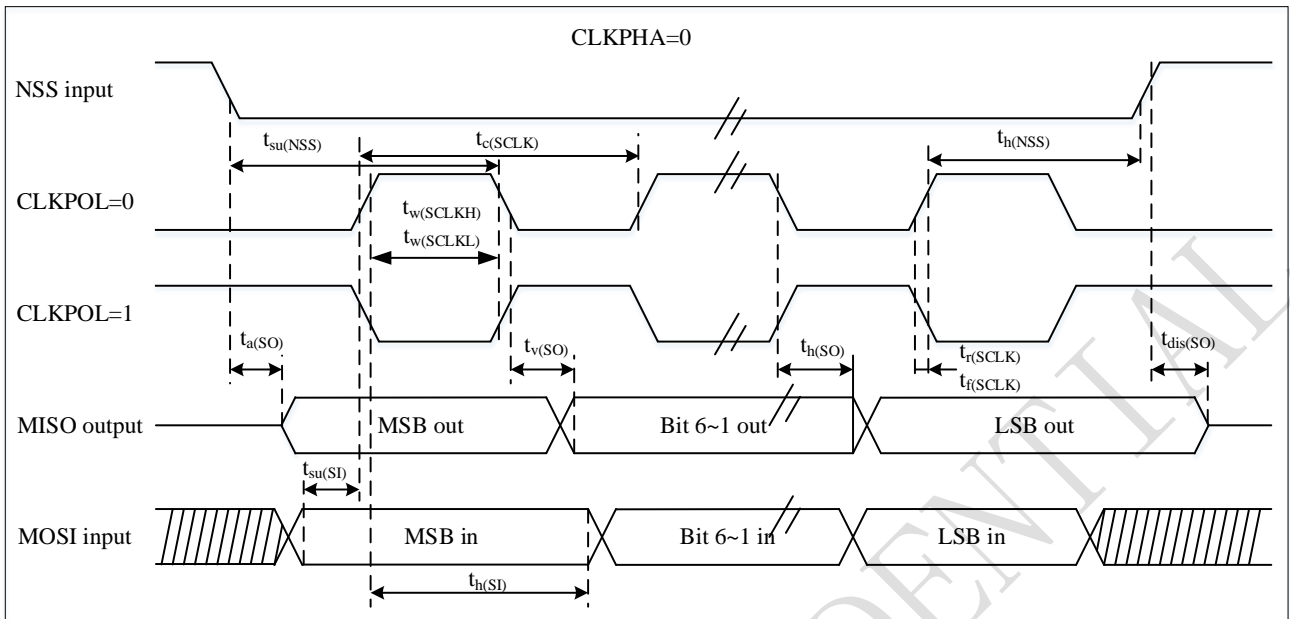 CLKPHA=0
NSS input
tsu(NSS)
tc(SCLK)
th(NSS)
CLKPOL=0
tw(SCLKH)
tw(SCLKL)
CLKPOL=1
ta(SO)
tv(SO)
th(SO)
tr(SCLK)
tf(SCLK)
tdis(SO)
MISO output
MSB out
Bit 6~1 out
LSB out
tsu(SI)
MOSI input
MSB in
Bit 6~1 in
LSB in
th(SI)
DENTIAL